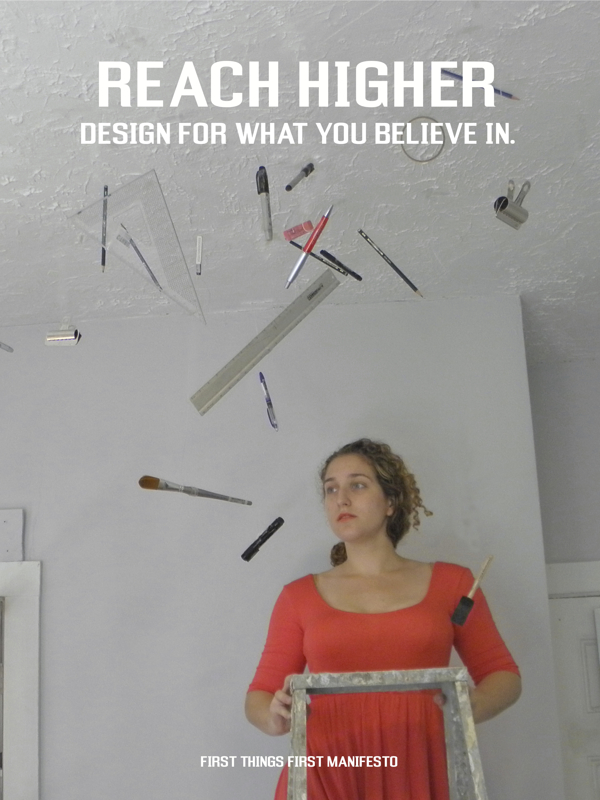 REACH HIGHER
DESIGN FOR WHAT YOU BELIEVE IN.
FIRST THINGS FIRST MANIFESTO